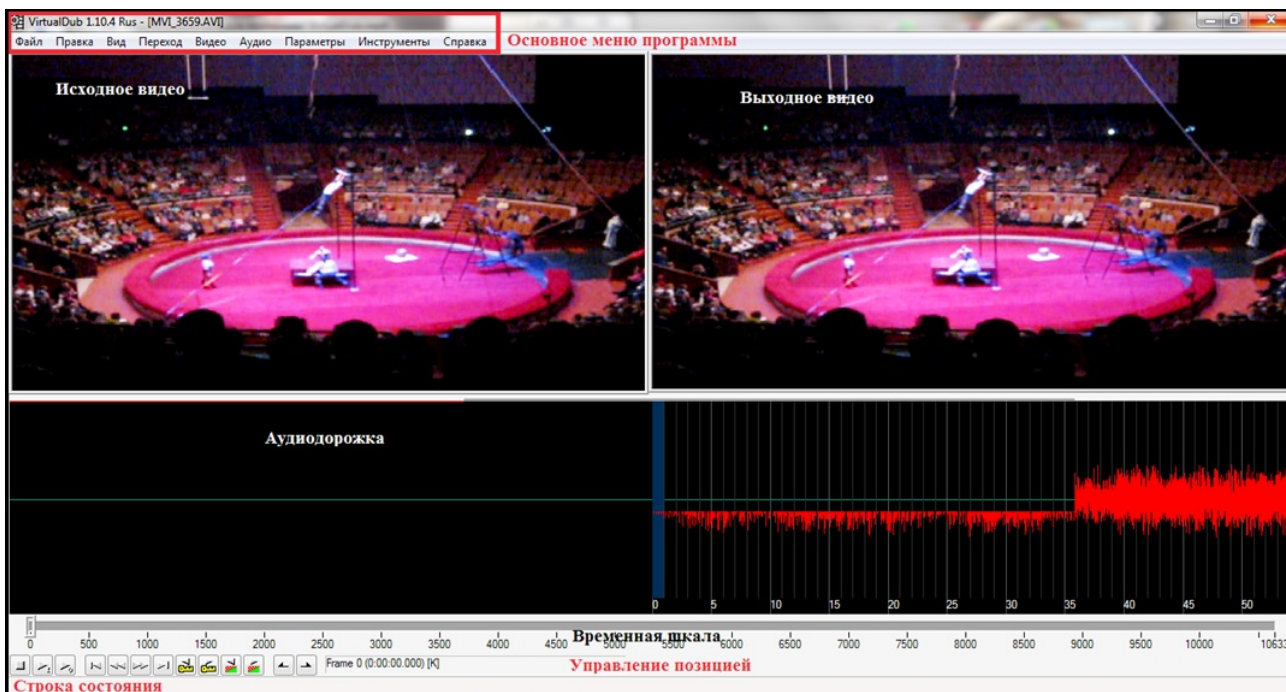 VirtualDub 1.10.4 Rus - [MVI_3659.AVI]
Файл Правка Вид Переход Видео Аудио Параметры Инструменты Справка
Основное меню программы
Исходное видео
Выходное видео
Аудиодорожка
0 5 10 15 20 25 30 35 40 45 50
Временная шкала
0 500 1000 1500 2000 2500 3000 3500 4000 4500 5000 6000 6500 7000 7500 8000 8500 9000 9500 10000 10633
Frame 0 (0:00:00.000) [K]
Управление позицией
Строка состояния